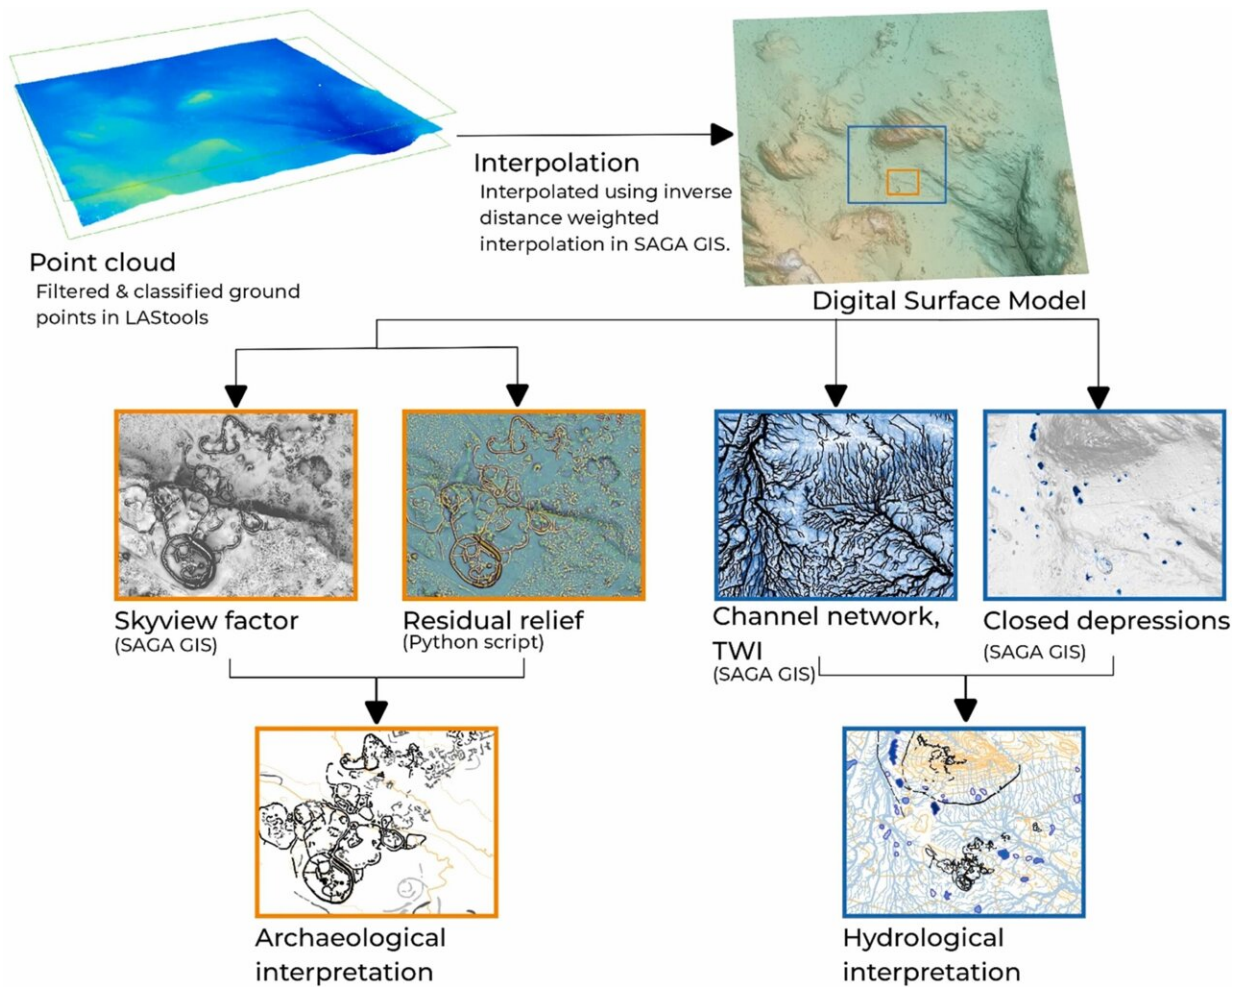 Point cloud
Filtered & classified ground
points in LAStools
Interpolation
Interpolated using inverse
distance weighted
interpolation in SAGA GIS.
Digital Surface Model
Skyview factor
(SAGA GIS)
Residual relief
(Python script)
Channel network,
TWI
(SAGA GIS)
Closed depressions
(SAGA GIS)
Archaeological
interpretation
Hydrological
interpretation